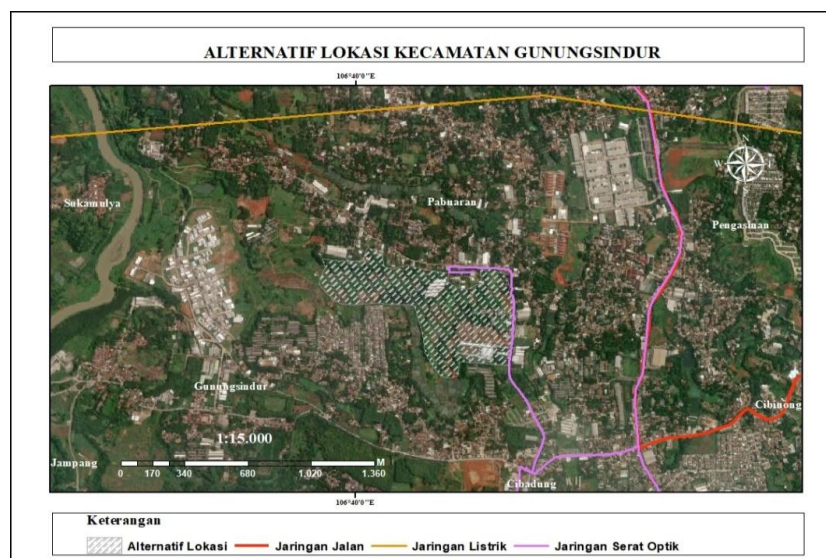 ALTERNATIF LOKASI KECAMATAN GUNUNGSINDUR
106°40'0"E
Sukamulya
Pabuaran
W
Pengasinan
Gunungsindur
Cibinong
1:15.000
Jampang
0 170 340 680 1.020 1.360
M
Cibadung
106°40'0"E
Keterangan
Alternatif Lokasi
Jaringan Jalan
Jaringan Listrik
Jaringan Serat Optik